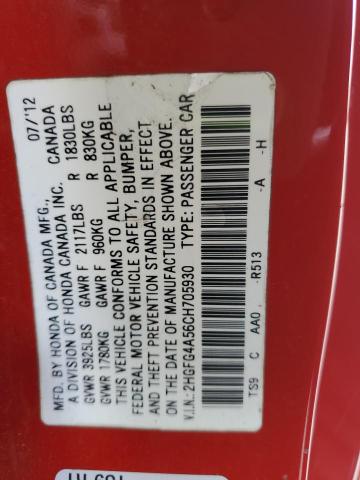 MFD. BY HONDA OF CANADA MFG., 07/'12
A DIVISION OF HONDA CANADA INC. CANADA
GVWR 3925LBS GAWR F 2117LBS R 1830LBS
GVWR 1780KG GAWR F 960KG R 830KG
THIS VEHICLE CONFORMS TO ALL APPLICABLE
FEDERAL MOTOR VEHICLE SAFETY, BUMPER,
AND THEFT PREVENTION STANDARDS IN EFFECT
ON THE DATE OF MANUFACTURE SHOWN ABOVE.
V.I.N.: 2HGFG4A56CH705930 TYPE: PASSENGER CAR
TS9 C AA0 -R513 -A -H